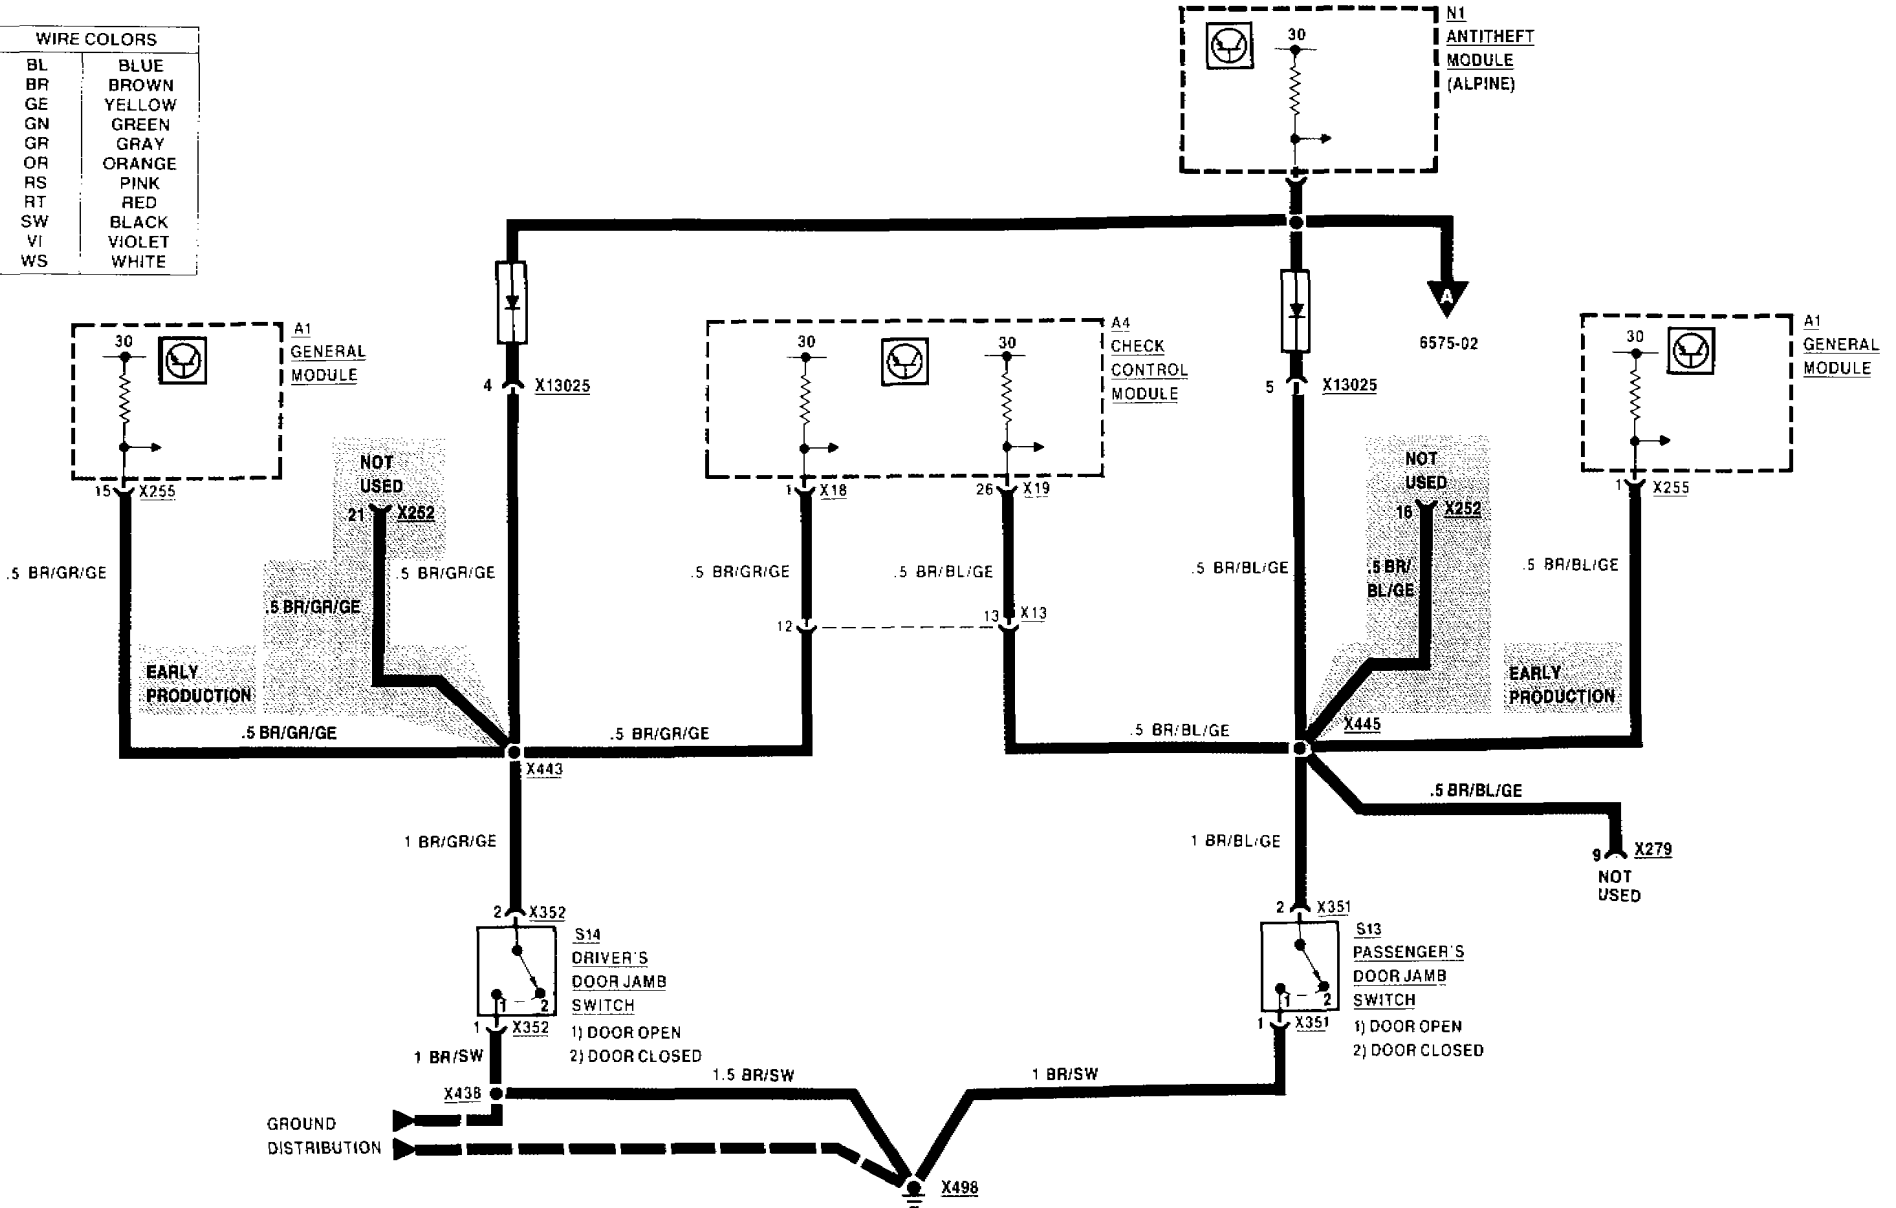 WIRE COLORS
BL BLUE
BR BROWN
GE YELLOW
GN GREEN
GR GRAY
OR ORANGE
RS PINK
RT RED
SW BLACK
VI VIOLET
WS WHITE
N1
ANTITHEFT
MODULE
(ALPINE)
30
A
6575-02
A1
GENERAL
MODULE
30
A4
CHECK
CONTROL
MODULE
30
30
A1
GENERAL
MODULE
30
4 X13025
5 X13025
NOT
USED
21 X252
NOT
USED
16 X252
15 X255
1 X18
26 X19
1 X255
.5 BR/GR/GE
.5 BR/GR/GE
.5 BR/GR/GE
.5 BR/GR/GE
.5 BR/BL/GE
.5 BR/BL/GE
.5 BR/
BL/GE
.5 BR/BL/GE
12
13 X13
EARLY
PRODUCTION
EARLY
PRODUCTION
.5 BR/GR/GE
.5 BR/GR/GE
.5 BR/BL/GE
X445
X443
.5 BR/BL/GE
1 BR/GR/GE
1 BR/BL/GE
9 X279
NOT
USED
2 X352
2 X351
S14
DRIVER'S
DOOR JAMB
SWITCH
1) DOOR OPEN
2) DOOR CLOSED
1 2
S13
PASSENGER'S
DOOR JAMB
SWITCH
1) DOOR OPEN
2) DOOR CLOSED
1 2
1 X352
1 X351
1 BR/SW
1.5 BR/SW
1 BR/SW
X438
GROUND
DISTRIBUTION
X498